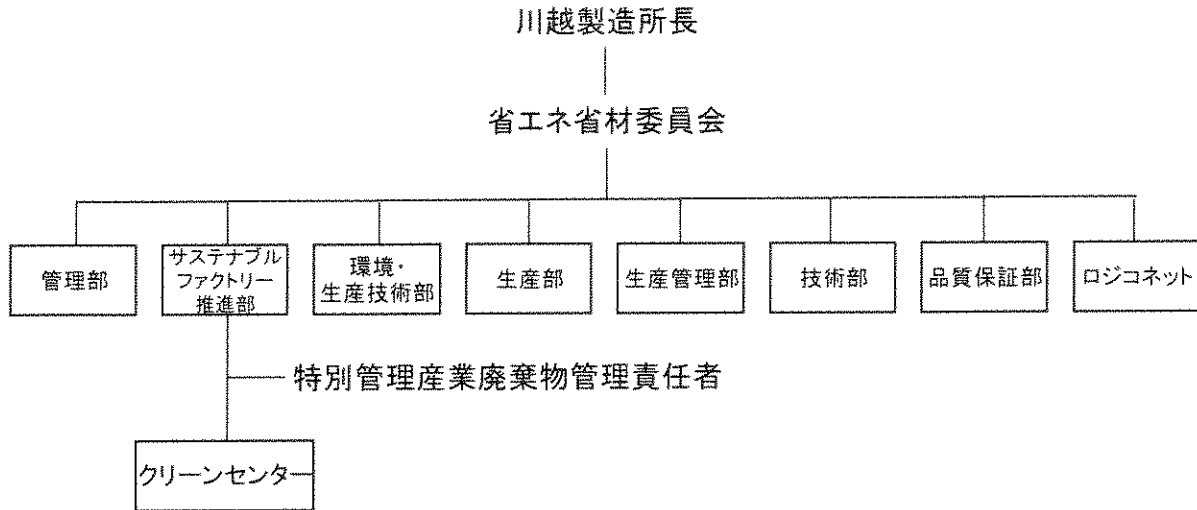 川越製造所長
省エネ省材委員会
管理部
サステナブル
ファクトリー
推進部
環境・
生産技術部
生産部
生産管理部
技術部
品質保証部
ロジコネット
特別管理産業廃棄物管理責任者
クリーンセンター